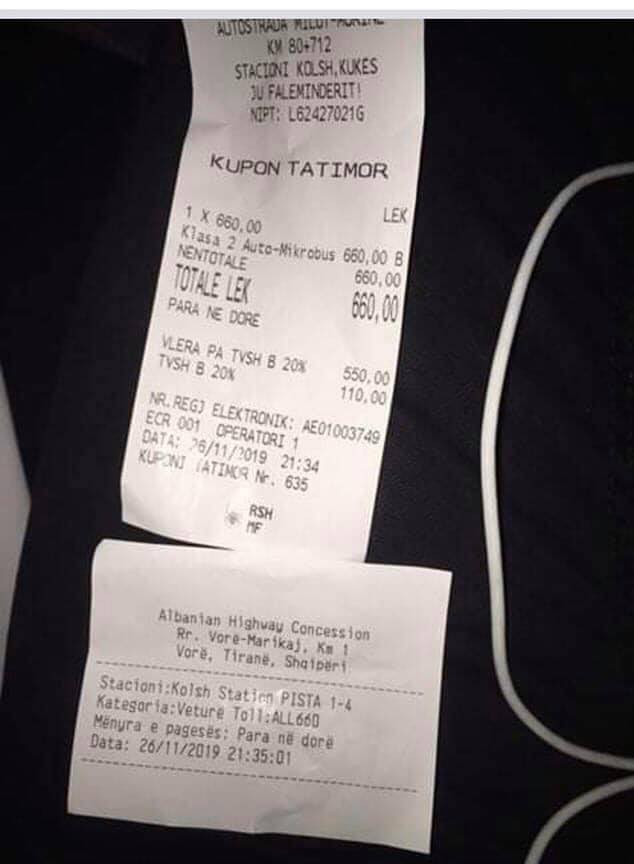 AUTOSTRADA MILOT-MORINE
KM 80+712
STACIONI KOLSH,KUKES
JU FALEMINDERIT!
NIPT: L62427021G
KUPON TATIMOR
LEK
1 X 660,00
Klasa 2 Auto-Mikrobus 660,00 B
NENTOTALE 660,00
TOTALE LEK 660,00
PARA NE DORE
VLERA PA TVSH B 20% 550,00
TVSH B 20% 110,00
NR.REGJ ELEKTRONIK: AE01003749
ECR 001 OPERATORI 1
DATA: 26/11/2019 21:34
KUPONI TATIMOR Nr. 635
RSH
MF
Albanian Highway Concession
Rr. Vorë-Marikaj, Km 1
Vorë, Tiranë, Shqipëri
Stacioni:Kolsh Station PISTA 1-4
Kategoria:Veturë Toll:ALL660
Mënyra e pagesës: Para në dorë
Data: 26/11/2019 21:35:01